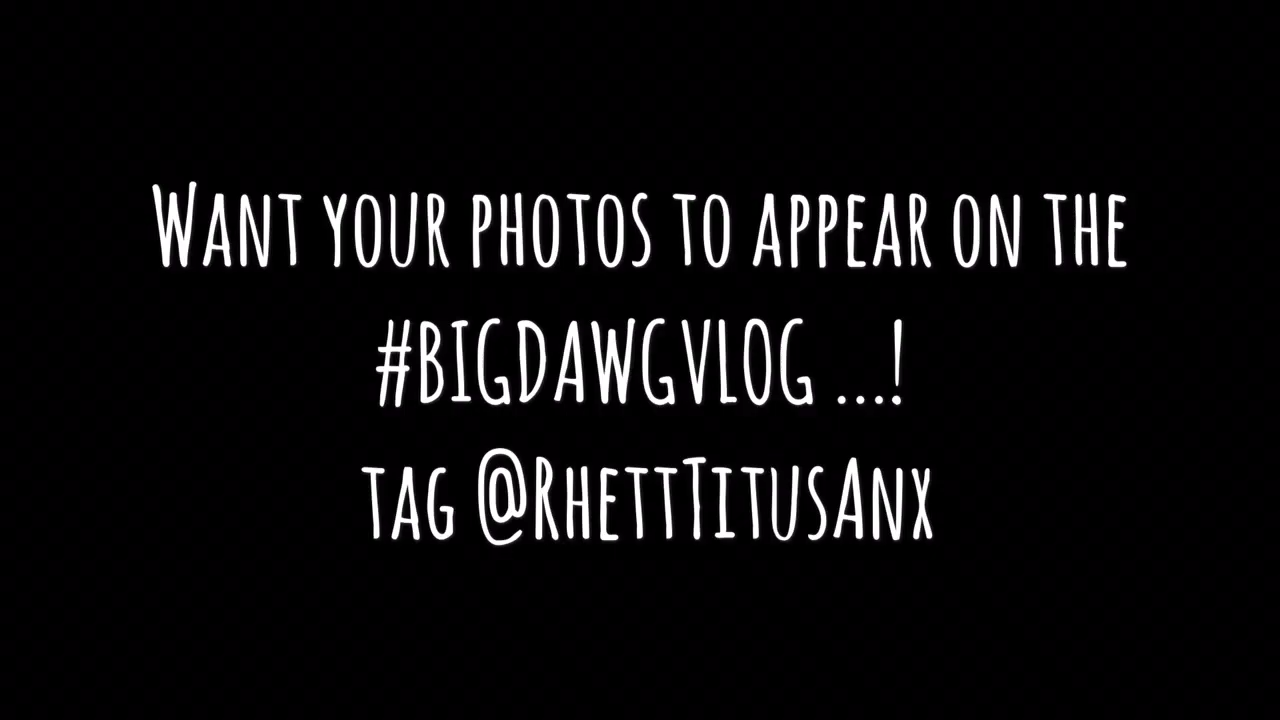 Want your photos to appear on the
#BIGDAWGVLOG ...!
tag @RhettTitusAnx